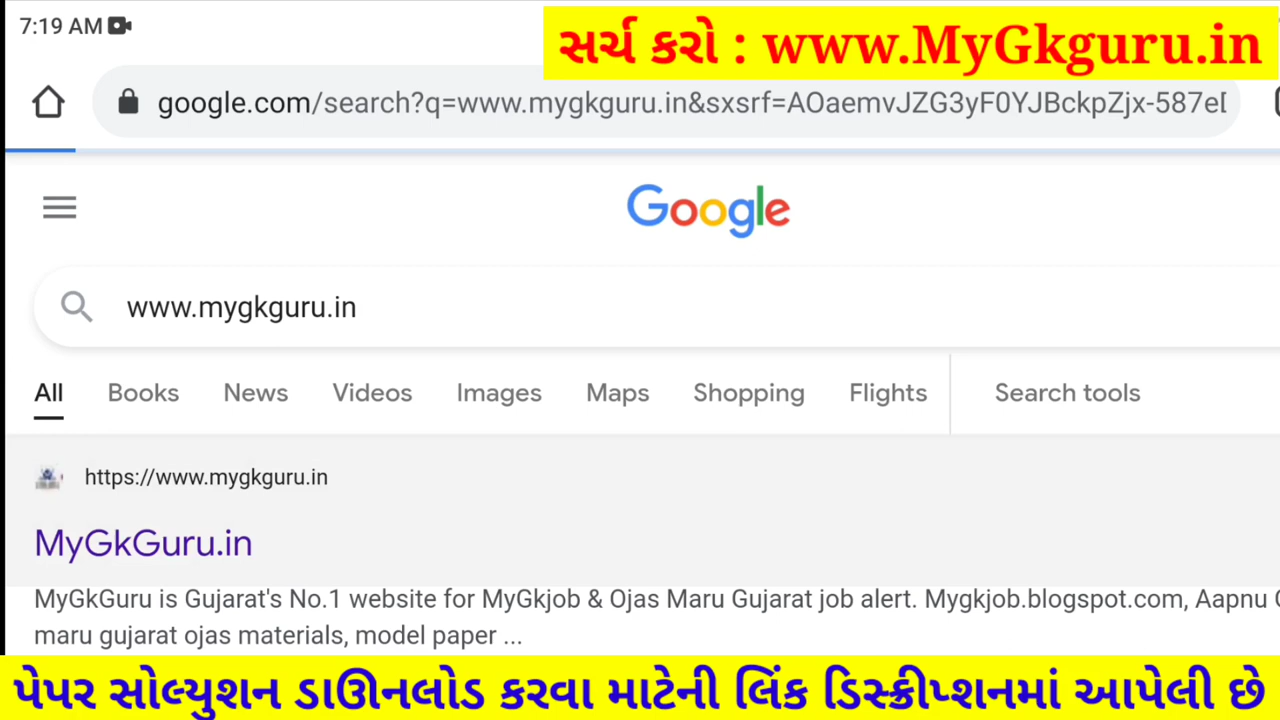 7:19 AM
સર્ચ કરો : www.MyGkguru.in
google.com/search?q=www.mygkguru.in&sxsrf=AOaemvJZG3yF0YJBckpZjx-587e
Google
www.mygkguru.in
All Books News Videos Images Maps Shopping Flights Search tools
https://www.mygkguru.in
MyGkGuru.in
MyGkGuru is Gujarat's No.1 website for MyGkjob & Ojas Maru Gujarat job alert. Mygkjob.blogspot.com, Aapnu
maru gujarat ojas materials, model paper ...
પેપર સોલ્યુશન ડાઊનલોડ કરવા માટેની લિંક ડિસ્ક્રીપ્શનમાં આપેલી છે